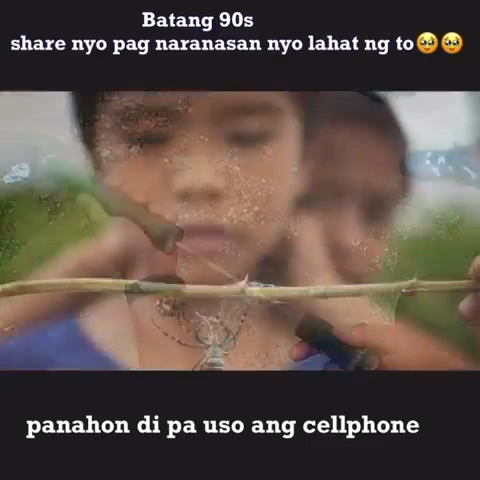 Batang 90s
share nyo pag naranasan nyo lahat ng to🥹🥹
panahon di pa uso ang cellphone